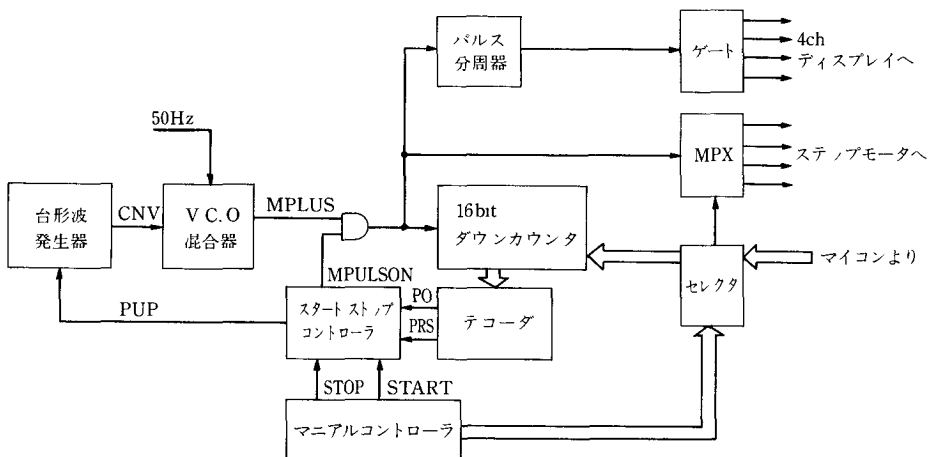 パルス
分周器
ゲート
4ch
ディスプレイへ
50Hz
MPX
ステップモータへ
台形波
発生器
CNV
V C.O
混合器
MPLUS
16bit
ダウンカウンタ
MPULSON
セレクタ
マイコンより
PUP
スタート ストップ
コントローラ
PO
PRS
テコーダ
STOP
START
マニアルコントローラ